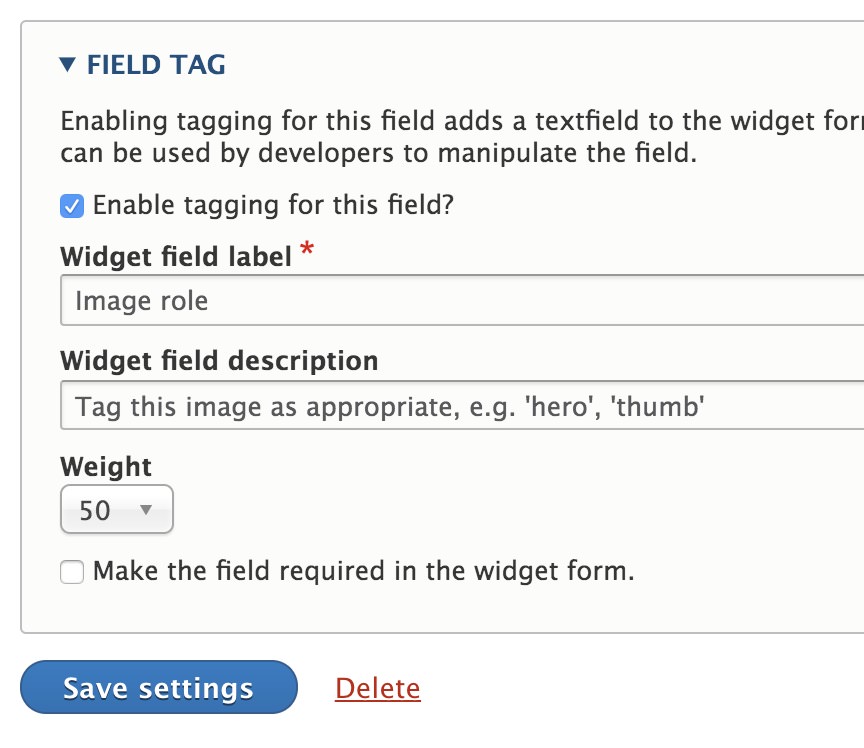 FIELD TAG
Enabling tagging for this field adds a textfield to the widget
can be used by developers to manipulate the field.
Enable tagging for this field?
Widget field label *
Image role
Widget field description
Tag this image as appropriate, e.g. 'hero', 'thumb'
Weight
50
Make the field required in the widget form.
Save settings
Delete